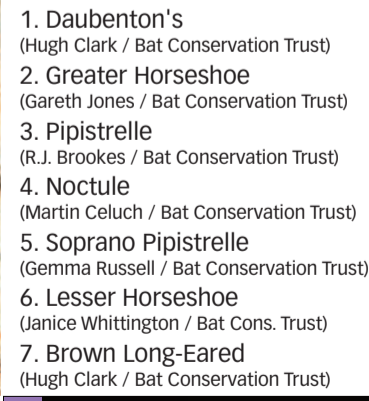 1. Daubenton's
(Hugh Clark / Bat Conservation Trust)
2. Greater Horseshoe
(Gareth Jones / Bat Conservation Trust)
3. Pipistrelle
(R.J. Brookes / Bat Conservation Trust)
4. Noctule
(Martin Celuch / Bat Conservation Trust)
5. Soprano Pipistrelle
(Gemma Russell / Bat Conservation Trust)
6. Lesser Horseshoe
(Janice Whittington / Bat Cons. Trust)
7. Brown Long-Eared
(Hugh Clark / Bat Conservation Trust)